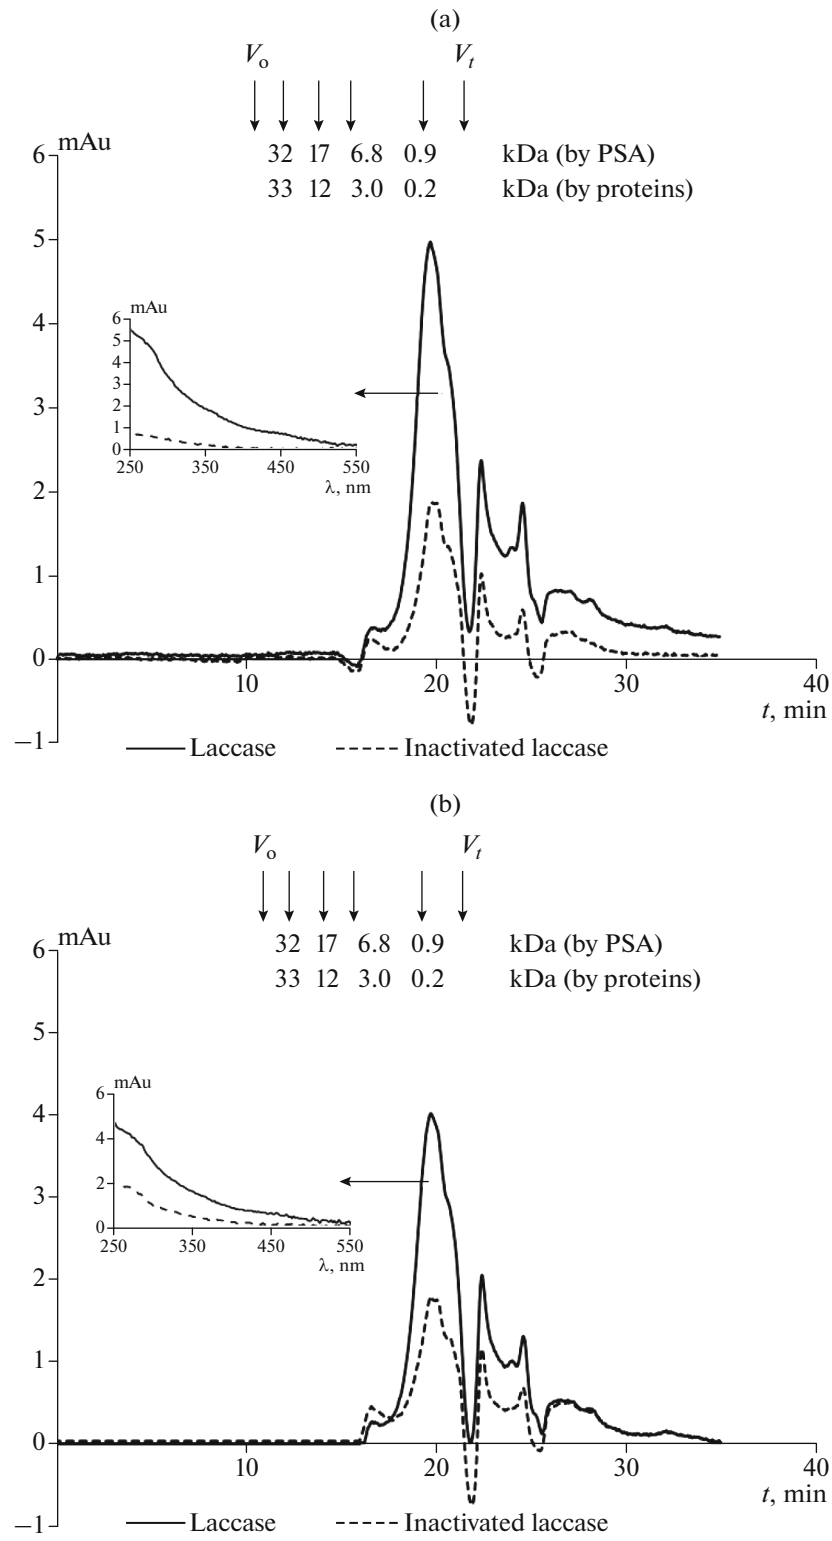 (a)
Vo Vt
mAu
32 17 6.8 0.9 kDa (by PSA)
33 12 3.0 0.2 kDa (by proteins)
6
5
4
3
2
1
0
−1
mAu
6
5
4
3
2
1
0
250 350 450 550
λ, nm
10 20 30 40
t, min
Laccase Inactivated laccase
(b)
Vo Vt
mAu
32 17 6.8 0.9 kDa (by PSA)
33 12 3.0 0.2 kDa (by proteins)
6
5
4
3
2
1
0
−1
mAu
6
4
2
0
250 350 450 550
λ, nm
10 20 30 40
t, min
Laccase Inactivated laccase